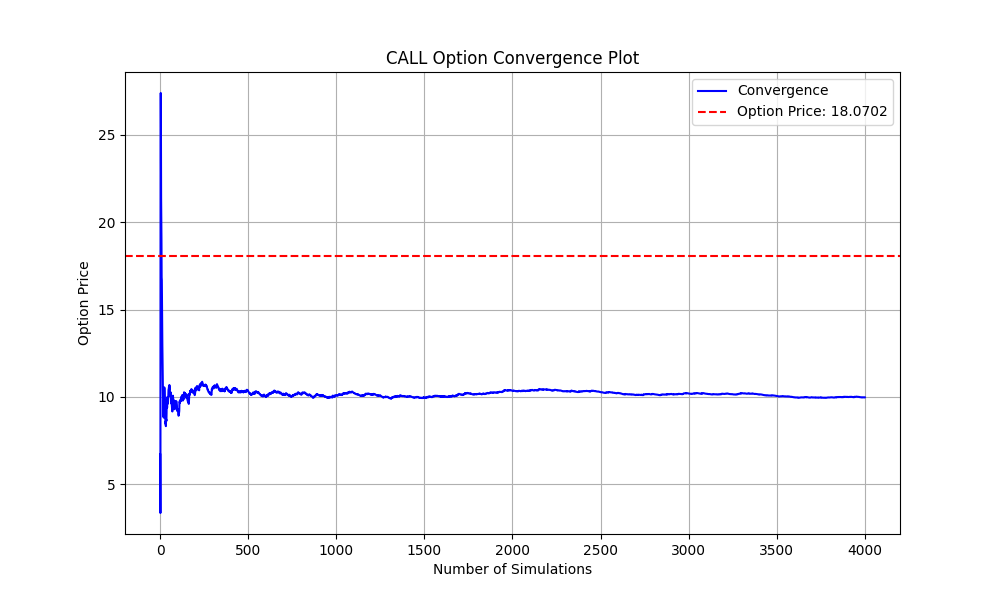 CALL Option Convergence Plot
Convergence
Option Price: 18.0702
Option Price
25
20
15
10
5
0 500 1000 1500 2000 2500 3000 3500 4000
Number of Simulations